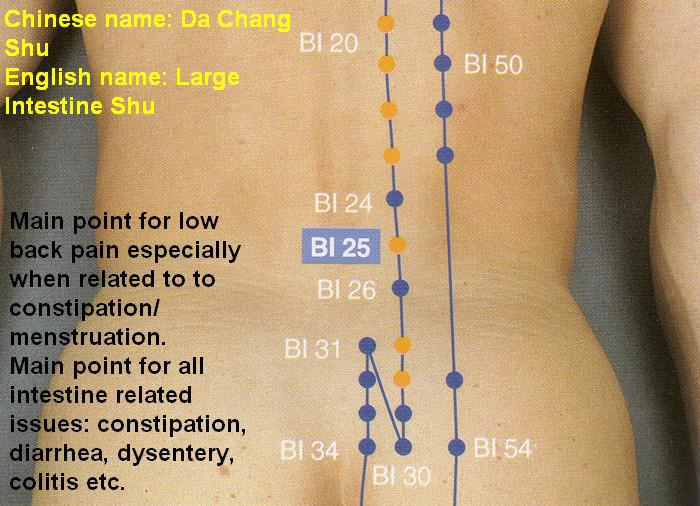 Chinese name: Da Chang
Shu
English name: Large
Intestine Shu
Bl 20
Bl 50
Bl 24
Bl 25
Bl 26
Bl 31
Bl 34
Bl 30
Bl 54
Main point for low
back pain especially
when related to to
constipation/
menstruation.
Main point for all
intestine related
issues: constipation,
diarrhea, dysentery,
colitis etc.